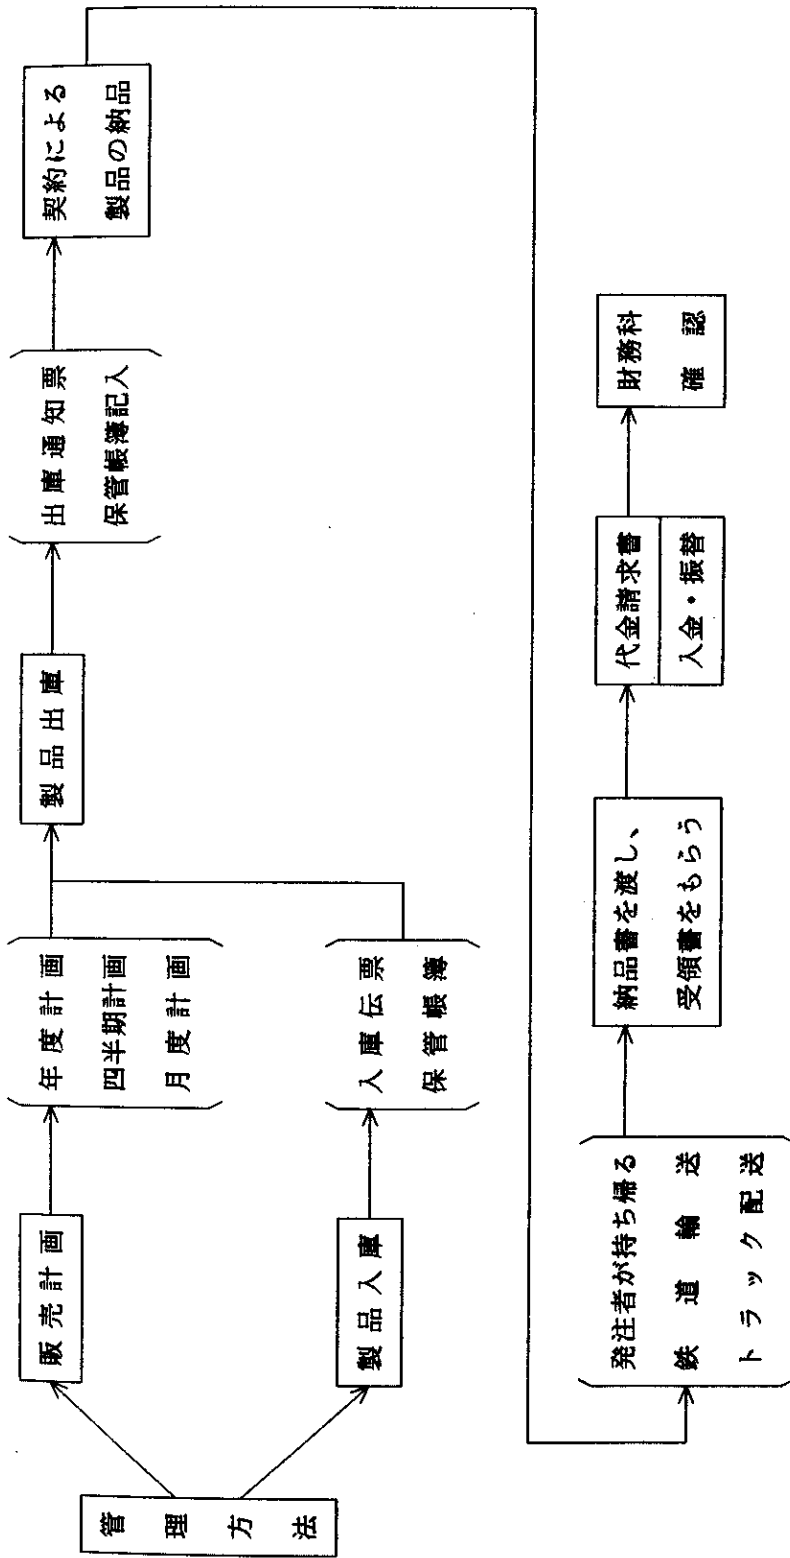 管理方法
販売計画
年度計画
四半期計画
月度計画
製品入庫
入庫伝票
保管帳簿
製品出庫
出庫通知票
保管帳簿記入
契約による
製品の納品
発注者が持ち帰る
鉄道輸送
トラック配送
納品書を渡し、
受領書をもらう
代金請求書
入金・振替
財務科
確認